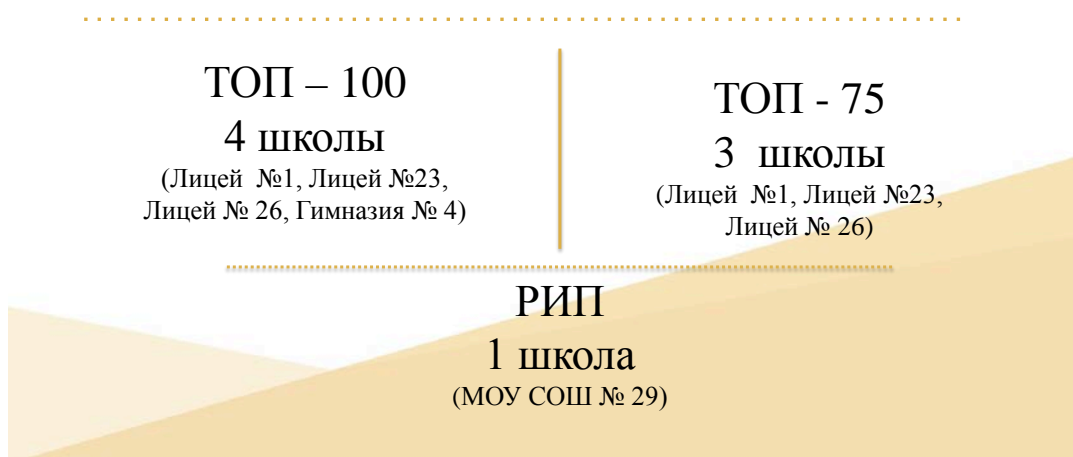 ТОП – 100
4 школы
(Лицей №1, Лицей №23,
Лицей № 26, Гимназия № 4)
ТОП - 75
3 школы
(Лицей №1, Лицей №23,
Лицей № 26)
РИП
1 школа
(МОУ СОШ № 29)